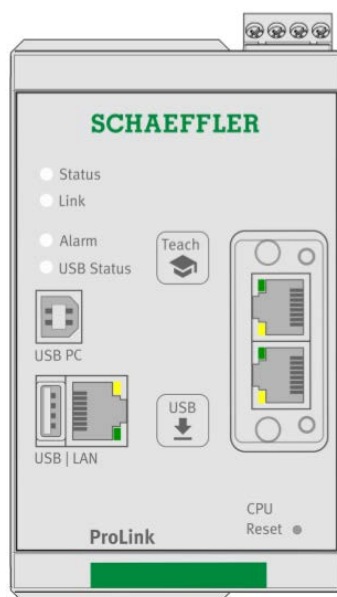 SCHAEFFLER
Status
Link
Alarm
USB Status
Teach
USB PC
USB
USB | LAN
CPU
Reset
ProLink